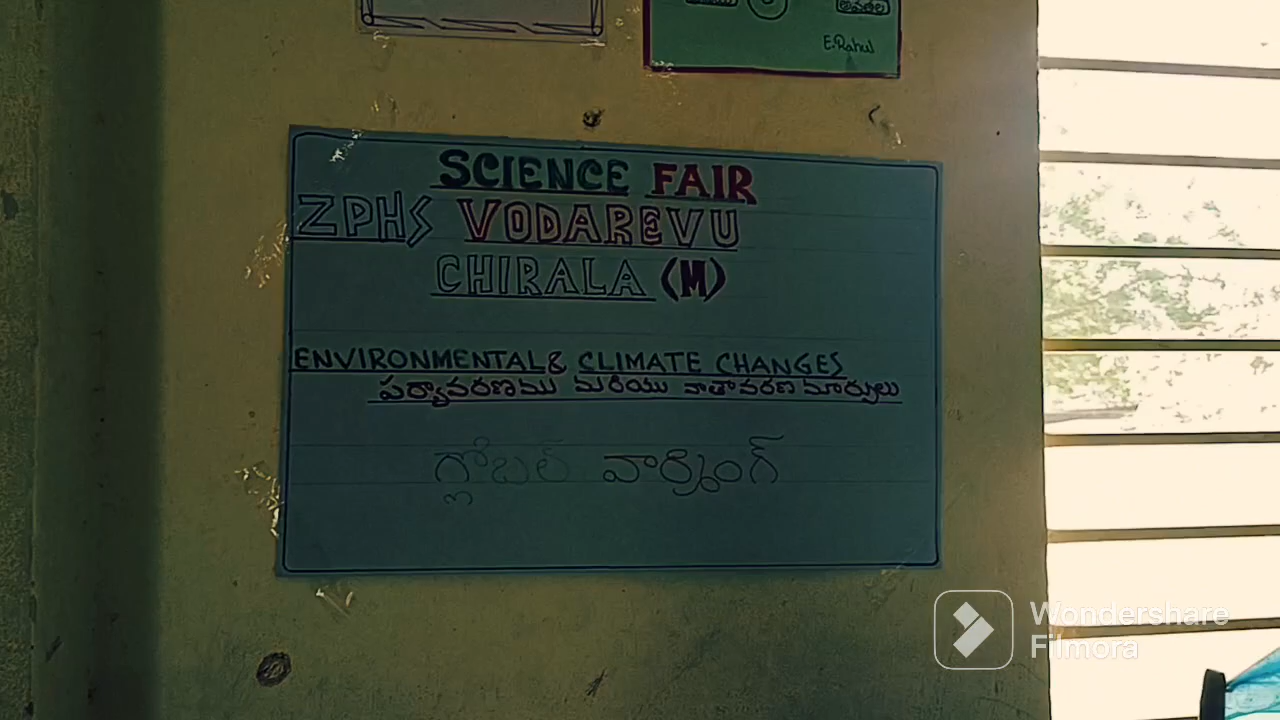 E.Rahul
SCIENCE FAIR
ZPHS VODAREVU
CHIRALA (M)
ENVIRONMENTAL & CLIMATE CHANGES
పర్యావరణము మరియు వాతావరణ మార్పులు
గ్లోబల్ వార్మింగ్
Wondershare
Filmora